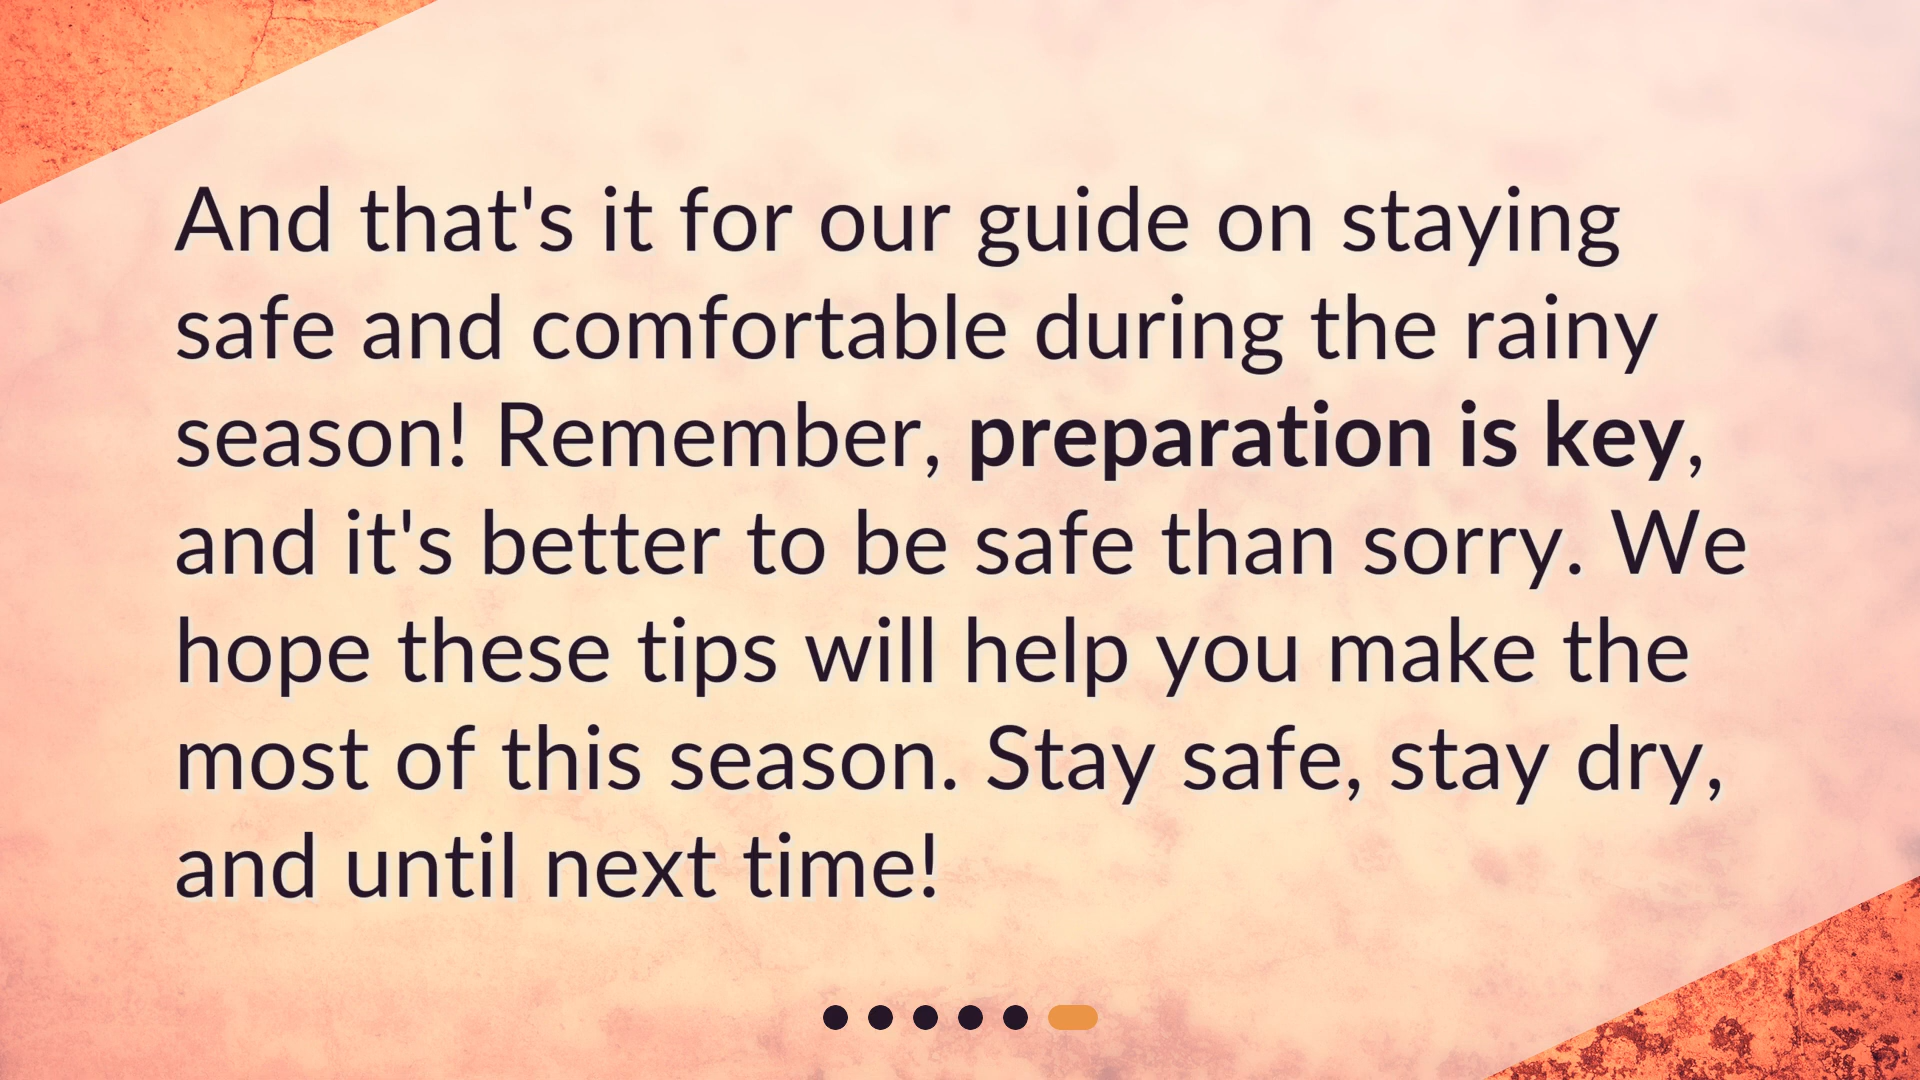 And that's it for our guide on staying
safe and comfortable during the rainy
season! Remember, preparation is key,
and it's better to be safe than sorry. We
hope these tips will help you make the
most of this season. Stay safe, stay dry,
and until next time!